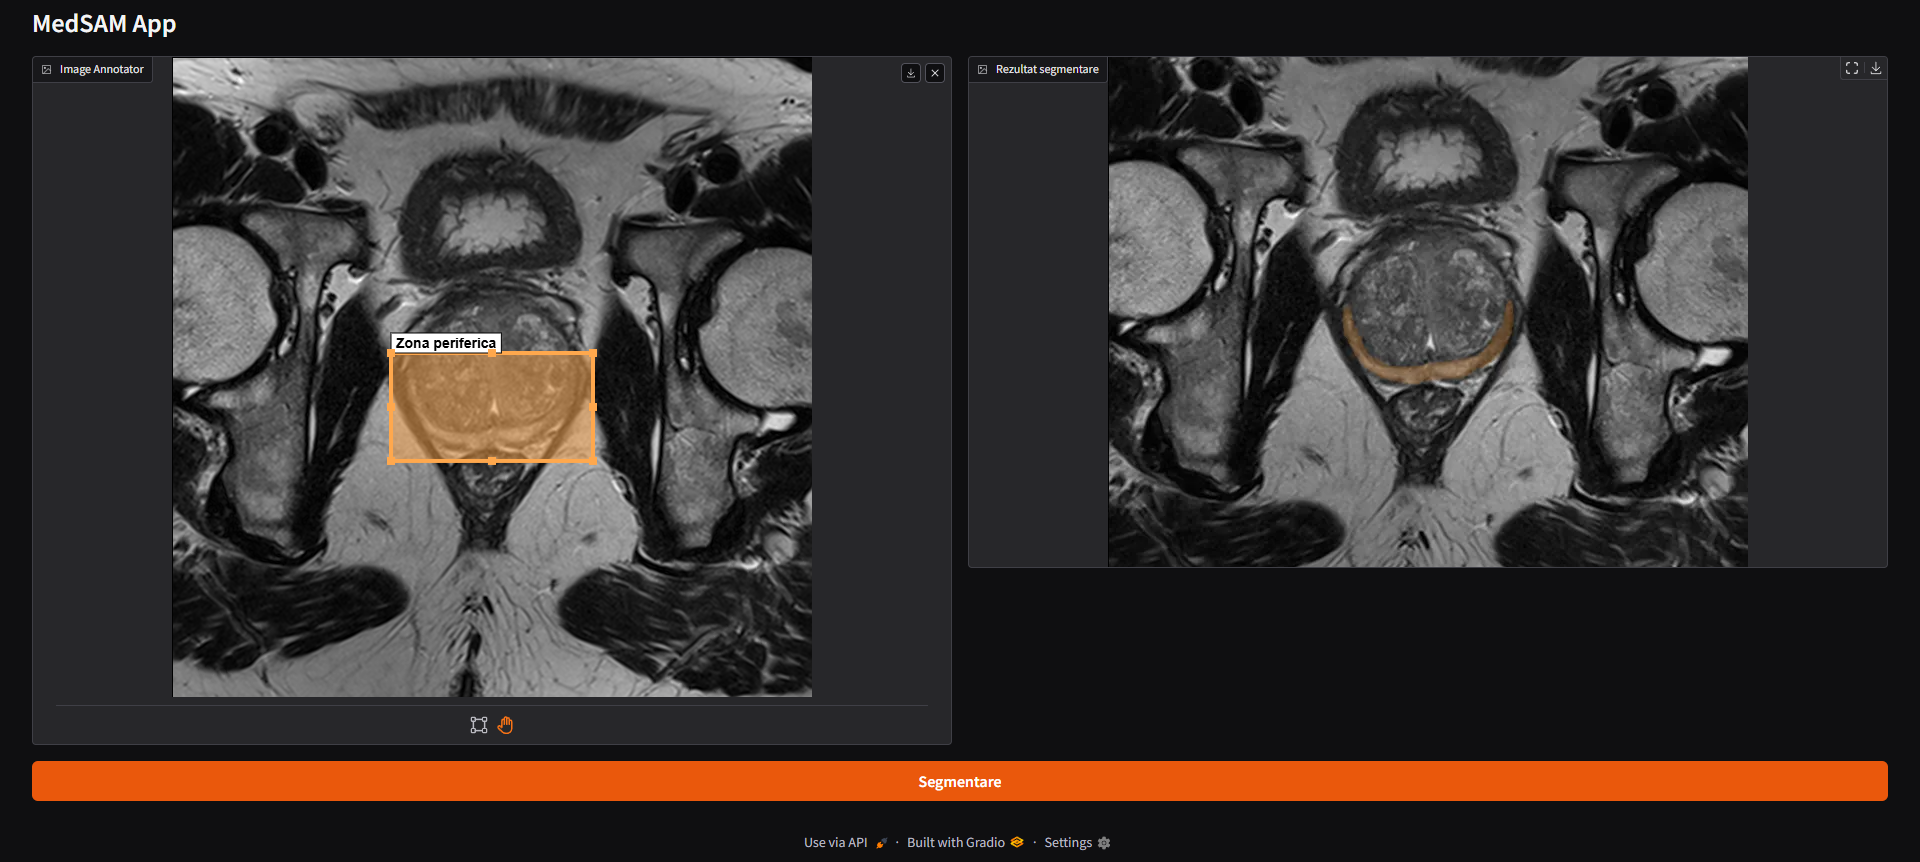 MedSAM App
Image Annotator
Rezultat segmentare
Zona periferica
Segmentare
Use via API · Built with Gradio · Settings